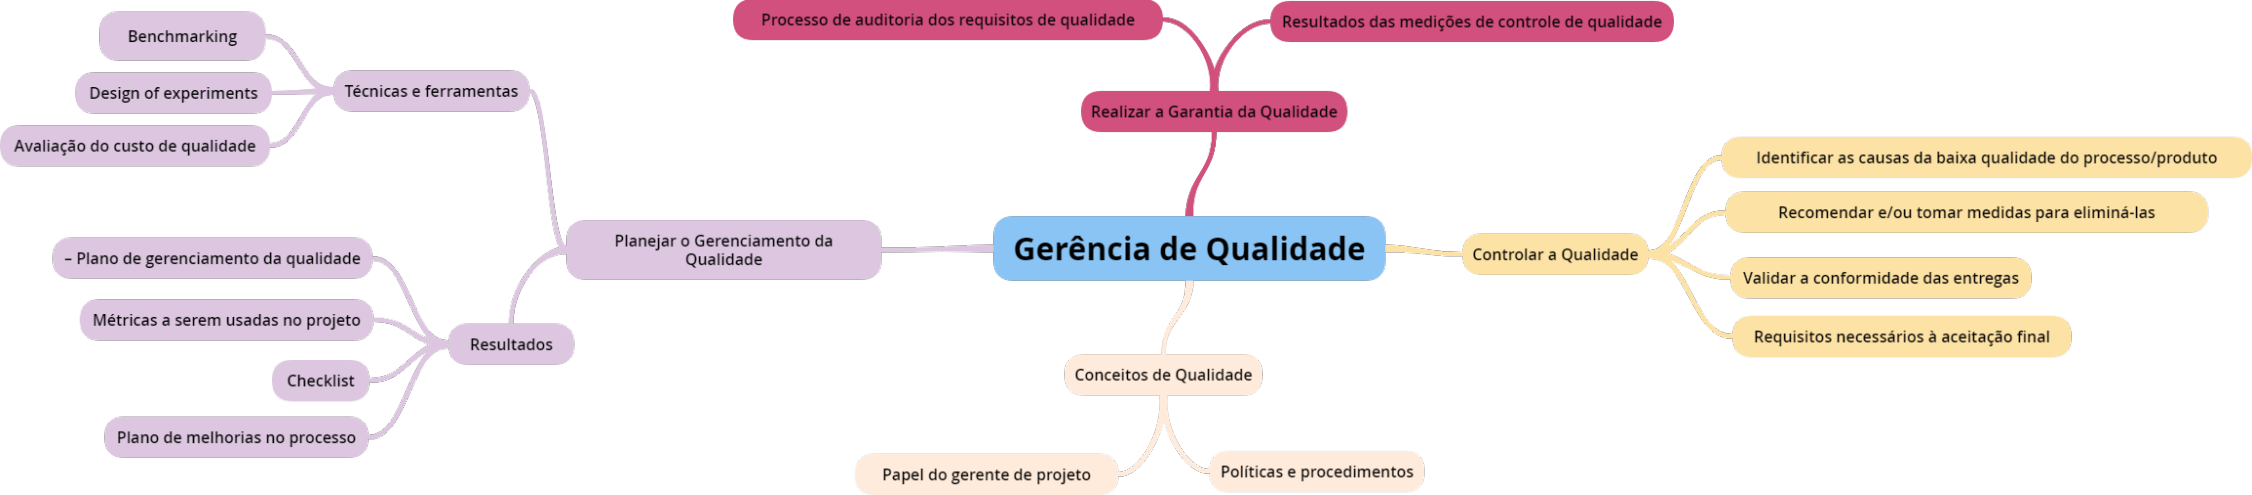 Processo de auditoria dos requisitos de qualidade
Resultados das medições de controle de qualidade
Realizar a Garantia da Qualidade
Benchmarking
Design of experiments
Avaliação do custo de qualidade
Técnicas e ferramentas
Planejar o Gerenciamento da
Qualidade
– Plano de gerenciamento da qualidade
Métricas a serem usadas no projeto
Checklist
Plano de melhorias no processo
Resultados
Gerência de Qualidade
Controlar a Qualidade
Identificar as causas da baixa qualidade do processo/produto
Recomendar e/ou tomar medidas para eliminá-las
Validar a conformidade das entregas
Requisitos necessários à aceitação final
Conceitos de Qualidade
Papel do gerente de projeto
Políticas e procedimentos